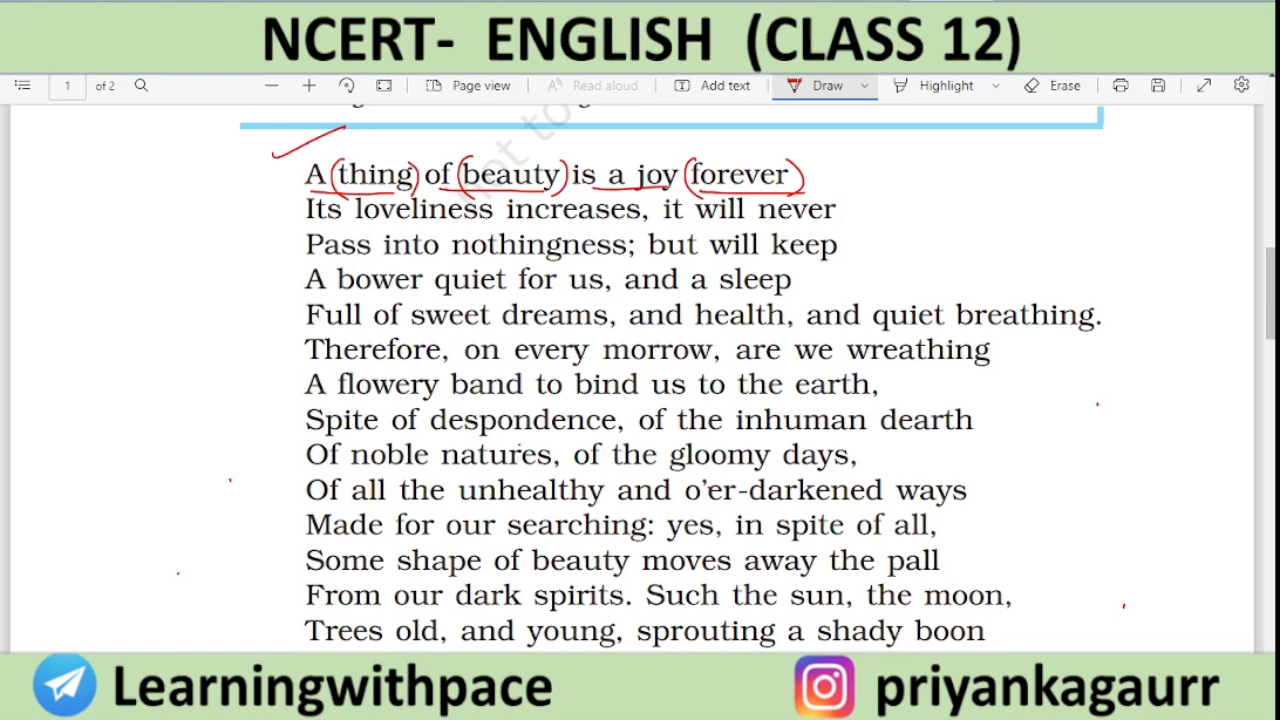 NCERT- ENGLISH (CLASS 12)
1 of 2 Page view Read aloud Add text Draw Highlight Erase
not to
A thing of beauty is a joy forever
Its loveliness increases, it will never
Pass into nothingness; but will keep
A bower quiet for us, and a sleep
Full of sweet dreams, and health, and quiet breathing.
Therefore, on every morrow, are we wreathing
A flowery band to bind us to the earth,
Spite of despondence, of the inhuman dearth
Of noble natures, of the gloomy days,
Of all the unhealthy and o'er-darkened ways
Made for our searching: yes, in spite of all,
Some shape of beauty moves away the pall
From our dark spirits. Such the sun, the moon,
Trees old, and young, sprouting a shady boon
Learningwithpace priyankagaurr